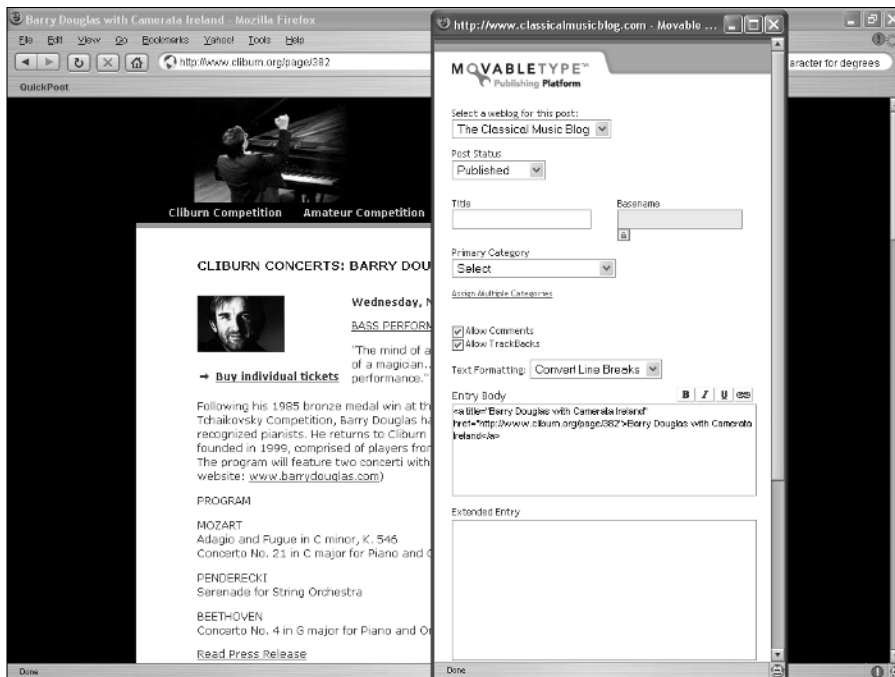 Barry Douglas with Camerata Ireland - Mozilla Firefox
File Edit View Go Bookmarks Yahoo! Tools Help
http://www.cliburn.org/page/382
aracter for degrees
QuickPost
Cliburn Competition Amateur Competition
CLIBURN CONCERTS: BARRY DOU
Wednesday, N
BASS PERFORM
"The mind of a
of a magician..
performance."
→ Buy individual tickets
Following his 1985 bronze medal win at th
Tchaikovsky Competition, Barry Douglas ha
recognized pianists. He returns to Cliburn
founded in 1999, comprised of players from
The program will feature two concerti with
website: www.barrydouglas.com)
PROGRAM
MOZART
Adagio and Fugue in C minor, K. 546
Concerto No. 21 in C major for Piano and O
PENDERECKI
Serenade for String Orchestra
BEETHOVEN
Concerto No. 4 in G major for Piano and Or
Read Press Release
Done
http://www.classicalmusicblog.com - Movable ...
MOVABLETYPE™
Publishing Platform
Select a weblog for this post:
The Classical Music Blog
Post Status
Published
Title Basename
Primary Category
Select
Assign Multiple Categories
Allow Comments
Allow TrackBacks
Text Formatting: Convert Line Breaks
Entry Body B I U
<a title="Barry Douglas with Camerata Ireland"
href="http://www.cliburn.org/page/382">Barry Douglas with Camerata
Ireland</a>
Extended Entry
Done